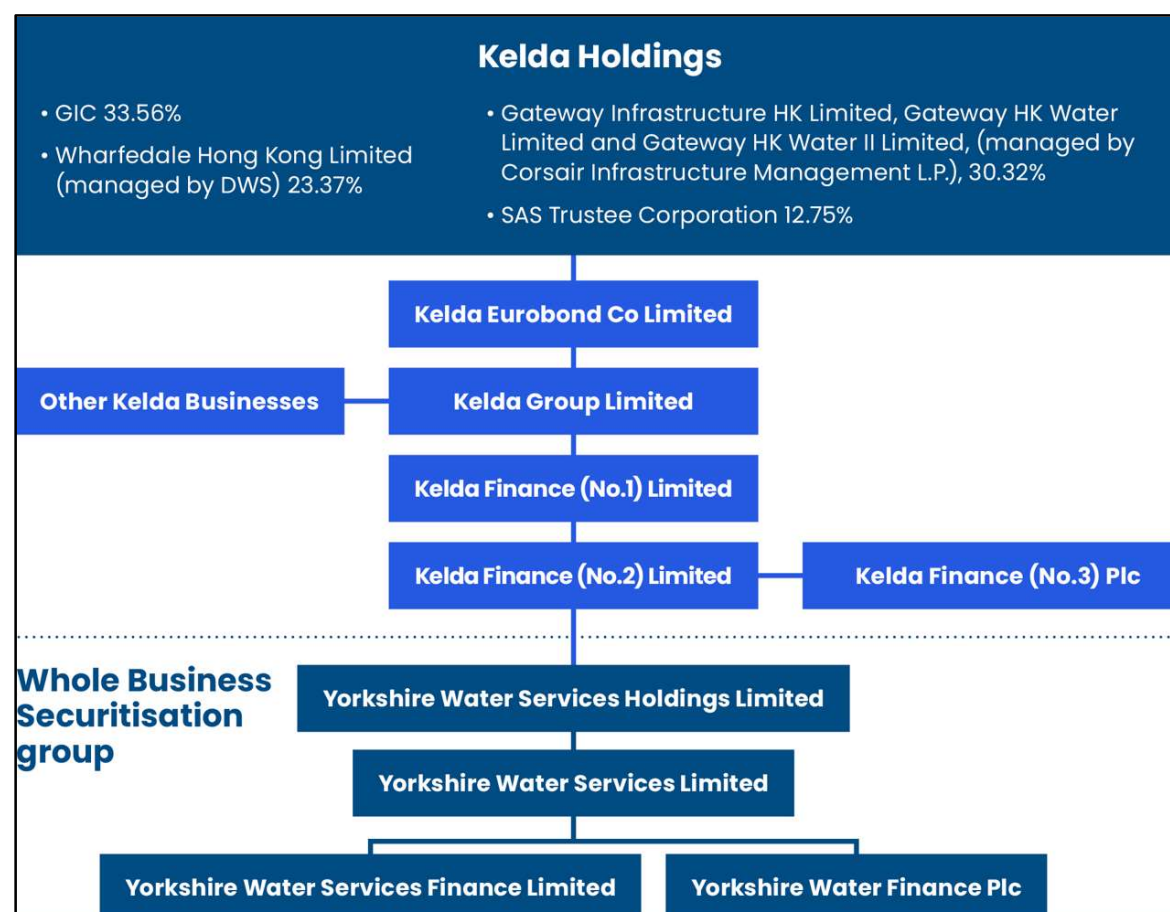 Kelda Holdings
• GIC 33.56%
• Wharfedale Hong Kong Limited
(managed by DWS) 23.37%
• Gateway Infrastructure HK Limited, Gateway HK Water
Limited and Gateway HK Water II Limited, (managed by
Corsair Infrastructure Management L.P.), 30.32%
• SAS Trustee Corporation 12.75%
Kelda Eurobond Co Limited
Other Kelda Businesses
Kelda Group Limited
Kelda Finance (No.1) Limited
Kelda Finance (No.2) Limited
Kelda Finance (No.3) Plc
Whole Business
Securitisation
group
Yorkshire Water Services Holdings Limited
Yorkshire Water Services Limited
Yorkshire Water Services Finance Limited
Yorkshire Water Finance Plc